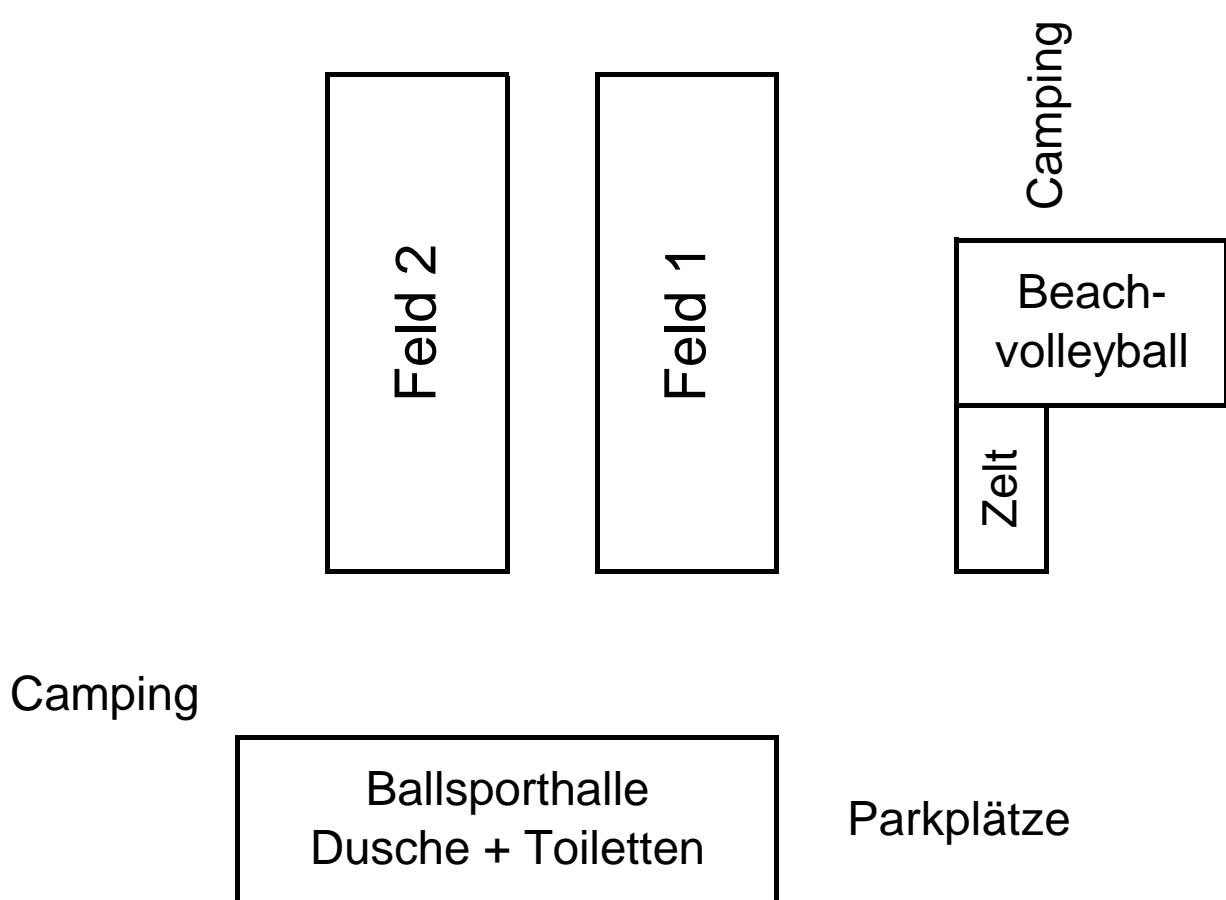 Camping
Feld 2
Feld 1
Beach-
volleyball
Zelt
Camping
Ballsporthalle
Dusche + Toiletten
Parkplätze